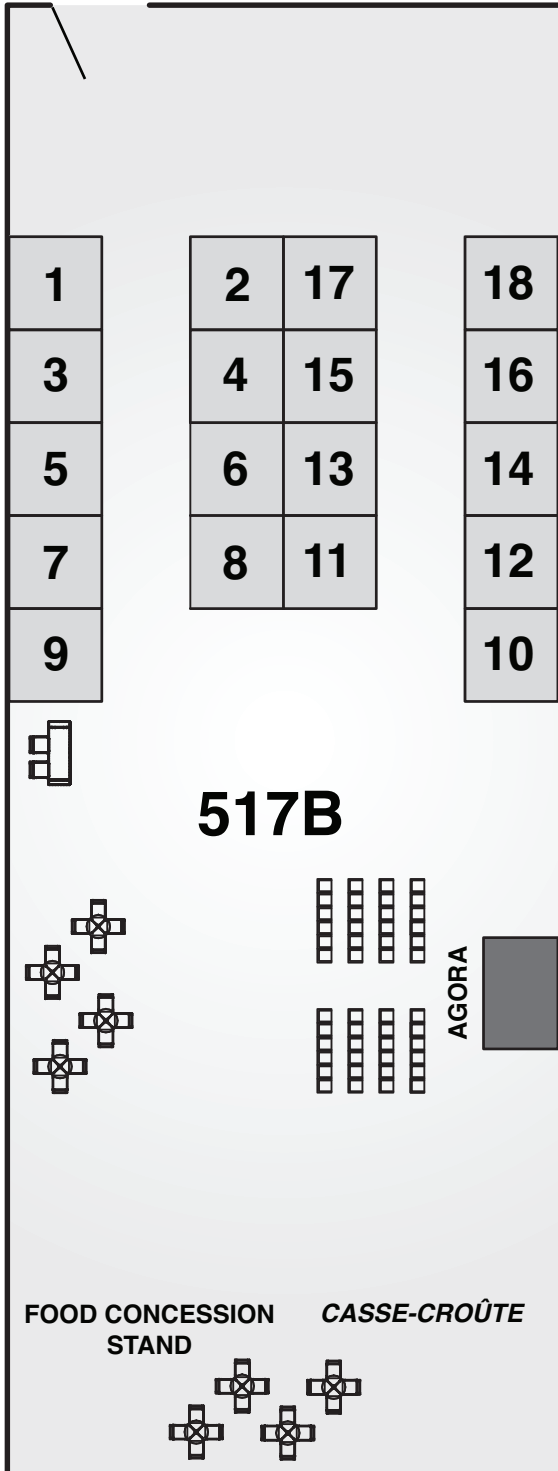 1 2 17 18
3 4 15 16
5 6 13 14
7 8 11 12
9 10
517B
AGORA
FOOD CONCESSION STAND
CASSE-CROÛTE